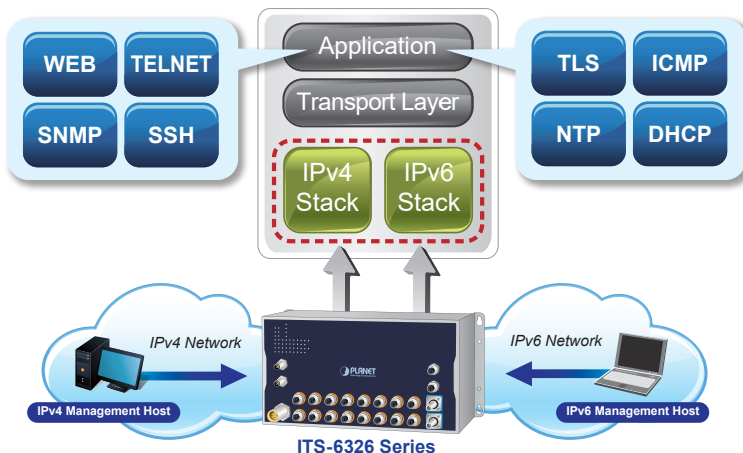 WEB
TELNET
SNMP
SSH
Application
Transport Layer
IPv4
Stack
IPv6
Stack
TLS
ICMP
NTP
DHCP
IPv4 Network
IPv4 Management Host
PLANET
IPv6 Network
IPv6 Management Host
ITS-6326 Series